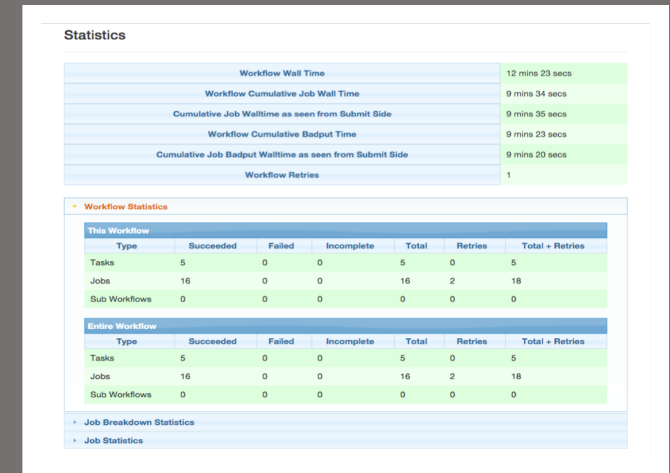 Statistics
Workflow Wall Time 12 mins 23 secs
Workflow Cumulative Job Wall Time 9 mins 34 secs
Cumulative Job Walltime as seen from Submit Side 9 mins 35 secs
Workflow Cumulative Badput Time 9 mins 23 secs
Cumulative Job Badput Walltime as seen from Submit Side 9 mins 20 secs
Workflow Retries 1
Workflow Statistics
This Workflow
Type Succeeded Failed Incomplete Total Retries Total + Retries
Tasks 5 0 0 5 0 5
Jobs 16 0 0 16 2 18
Sub Workflows 0 0 0 0 0 0
Entire Workflow
Type Succeeded Failed Incomplete Total Retries Total + Retries
Tasks 5 0 0 5 0 5
Jobs 16 0 0 16 2 18
Sub Workflows 0 0 0 0 0 0
Job Breakdown Statistics
Job Statistics